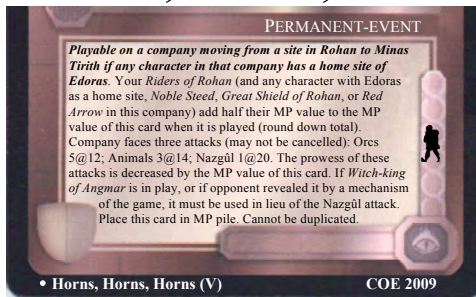 PERMANENT-EVENT
Playable on a company moving from a site in Rohan to Minas
Tirith if any character in that company has a home site of
Edoras. Your Riders of Rohan (and any character with Edoras
as a home site, Noble Steed, Great Shield of Rohan, or Red
Arrow in this company) add half their MP value to the MP
value of this card when it is played (round down total).
Company faces three attacks (may not be cancelled): Orcs
5@12; Animals 3@14; Nazgûl 1@20. The prowess of these
attacks is decreased by the MP value of this card. If Witch-king
of Angmar is in play, or if opponent revealed it by a mechanism
of the game, it must be used in lieu of the Nazgûl attack.
Place this card in MP pile. Cannot be duplicated.
• Horns, Horns, Horns (V)
COE 2009